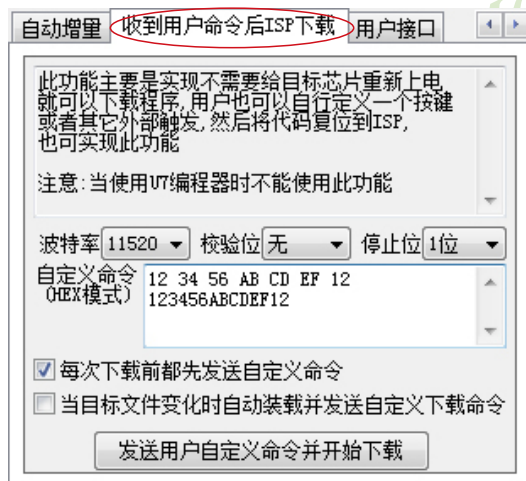 自动增量 收到用户命令后ISP下载 用户接口
此功能主要是实现不需要给目标芯片重新上电,
就可以下载程序,用户也可以自行定义一个按键
或者其它外部触发,然后将代码复位到ISP,
也可实现此功能
注意:当使用U7编程器时不能使用此功能
波特率 11520 校验位 无 停止位 1位
自定义命令
(HEX模式)
12 34 56 AB CD EF 12
123456ABCDEF12
每次下载前都先发送自定义命令
当目标文件变化时自动装载并发送自定义下载命令
发送用户自定义命令并开始下载